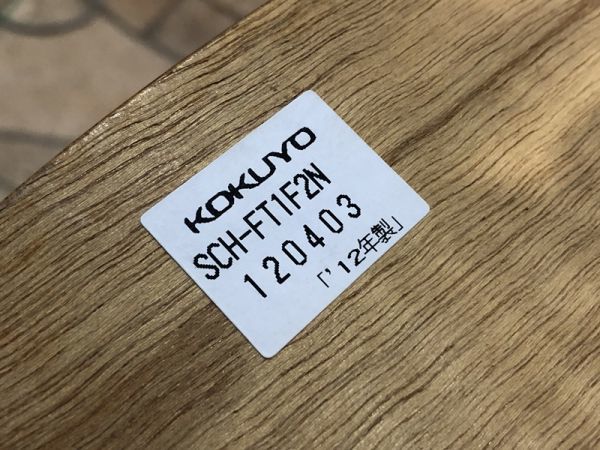 KOKUYO
SCH-FT1F2N
120403
「'12年製」